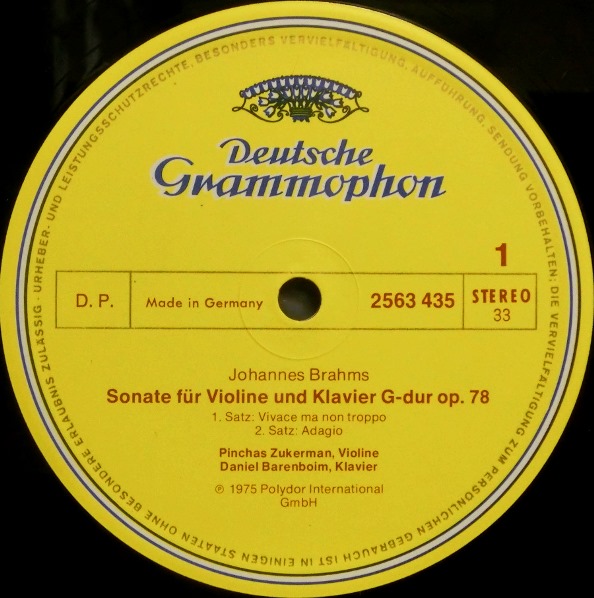 Deutsche
Grammophon
1
D. P.
Made in Germany
2563 435
STEREO
33
Johannes Brahms
Sonate für Violine und Klavier G-dur op. 78
1. Satz: Vivace ma non troppo
2. Satz: Adagio
Pinchas Zukerman, Violine
Daniel Barenboim, Klavier
℗ 1975 Polydor International
GmbH
URHEBER- UND LEISTUNGSSCHUTZRECHTE, BESONDERS VERVIELFÄLTIGUNG, AUFFÜHRUNG, SENDUNG VORBEHALTEN; DIE VERVIELFÄLTIGUNG ZUM PERSÖNLICHEN GEBRAUCH IST IN EINIGEN STAATEN OHNE BESONDERE ERLAUBNIS ZULÄSSIG ·